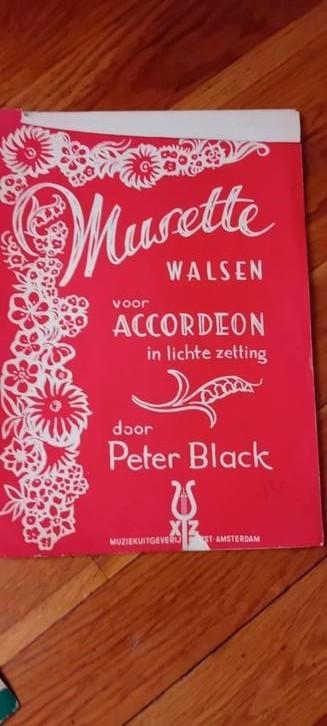 Musette
WALSEN
voor
ACCORDEON
in lichte zetting
door
Peter Black
XYZ
MUZIEKUITGEVERIJ
AMSTERDAM